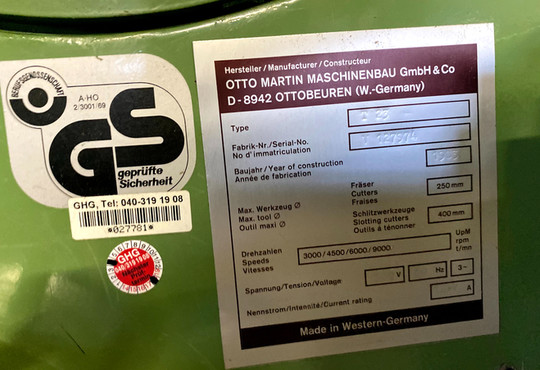 BERUFSGENOSSENSCHAFT
A-HO
2/3001/69
GS
geprüfte
Sicherheit
GHG, Tel: 040-319 19 08
*027781*
GHG
Hersteller / Manufacturer / Constructeur
OTTO MARTIN MASCHINENBAU GmbH & Co
D - 8942 OTTOBEUREN (W.-Germany)
Type
Fabrik-Nr./Serial-No.
No d'immatriculation
Baujahr/Year of construction
Année de fabrication
Max. Werkzeug Ø
Max. tool Ø
Outil maxi Ø
Fräser
Cutters
Fraises
250 mm
Schlitzwerkzeuge
Slotting cutters
Outils à tenonner
400 mm
Drehzahlen
Speeds
Vitesses
3000/4500/6000/9000
UpM
rpm
t/mn
Spannung/Tension/Voltage
V
Hz
3~
Nennstrom/Intensité/Current rating
A
Made in Western-Germany